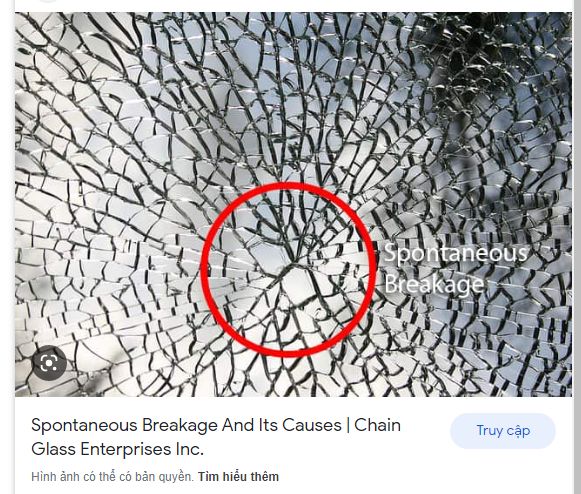 Spontaneous
Breakage
Spontaneous Breakage And Its Causes | Chain
Glass Enterprises Inc.
Truy cập
Hình ảnh có thể có bản quyền. Tìm hiểu thêm